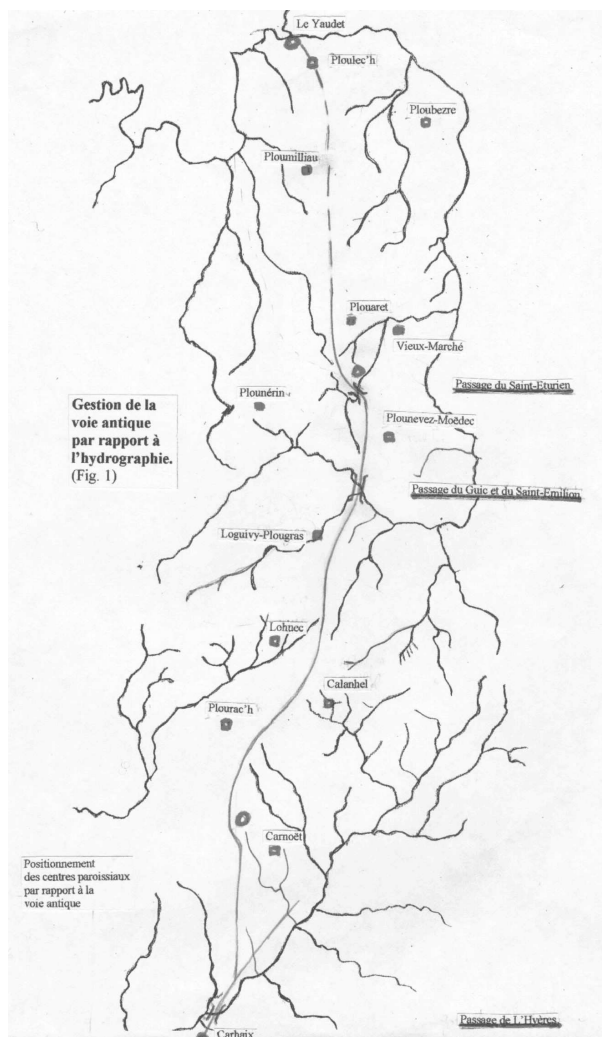 Le Yaudet
Ploulec'h
Ploubezre
Ploumilliau
Plouaret
Vieux-Marché
Passage du Saint-Eturien
Plounérin
Gestion de la
voie antique
par rapport à
l'hydrographie.
(Fig. 1)
Plounevez-Moëdec
Passage du Guic et du Saint-Emilion
Loguivy-Plougras
Lohuec
Calanhel
Plourac'h
Carnoët
Positionnement
des centres paroissiaux
par rapport à la
voie antique
Passage de L'Hyères
Carhaix